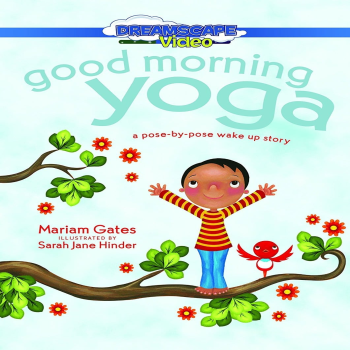 DREAMSCAPE
Video
good morning
yoga
a pose-by-pose wake up story
Mariam Gates
ILLUSTRATED BY
Sarah Jane Hinder